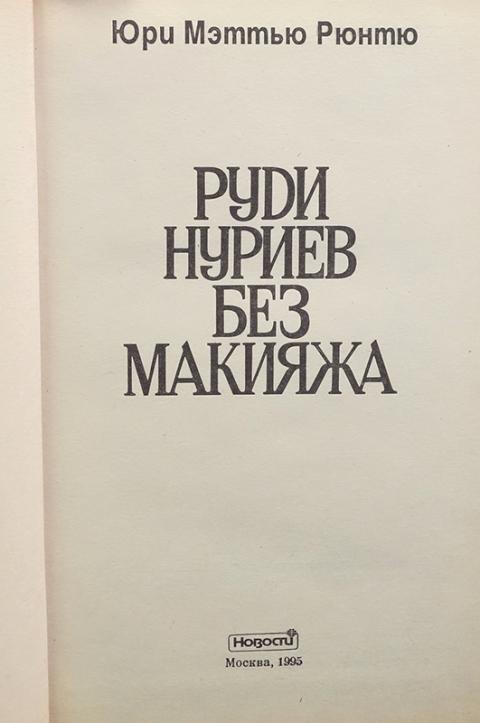 Юри Мэттью Рюнтю
РУДИ
НУРИЕВ
БЕЗ
МАКИЯЖА
Новости
Москва, 1995